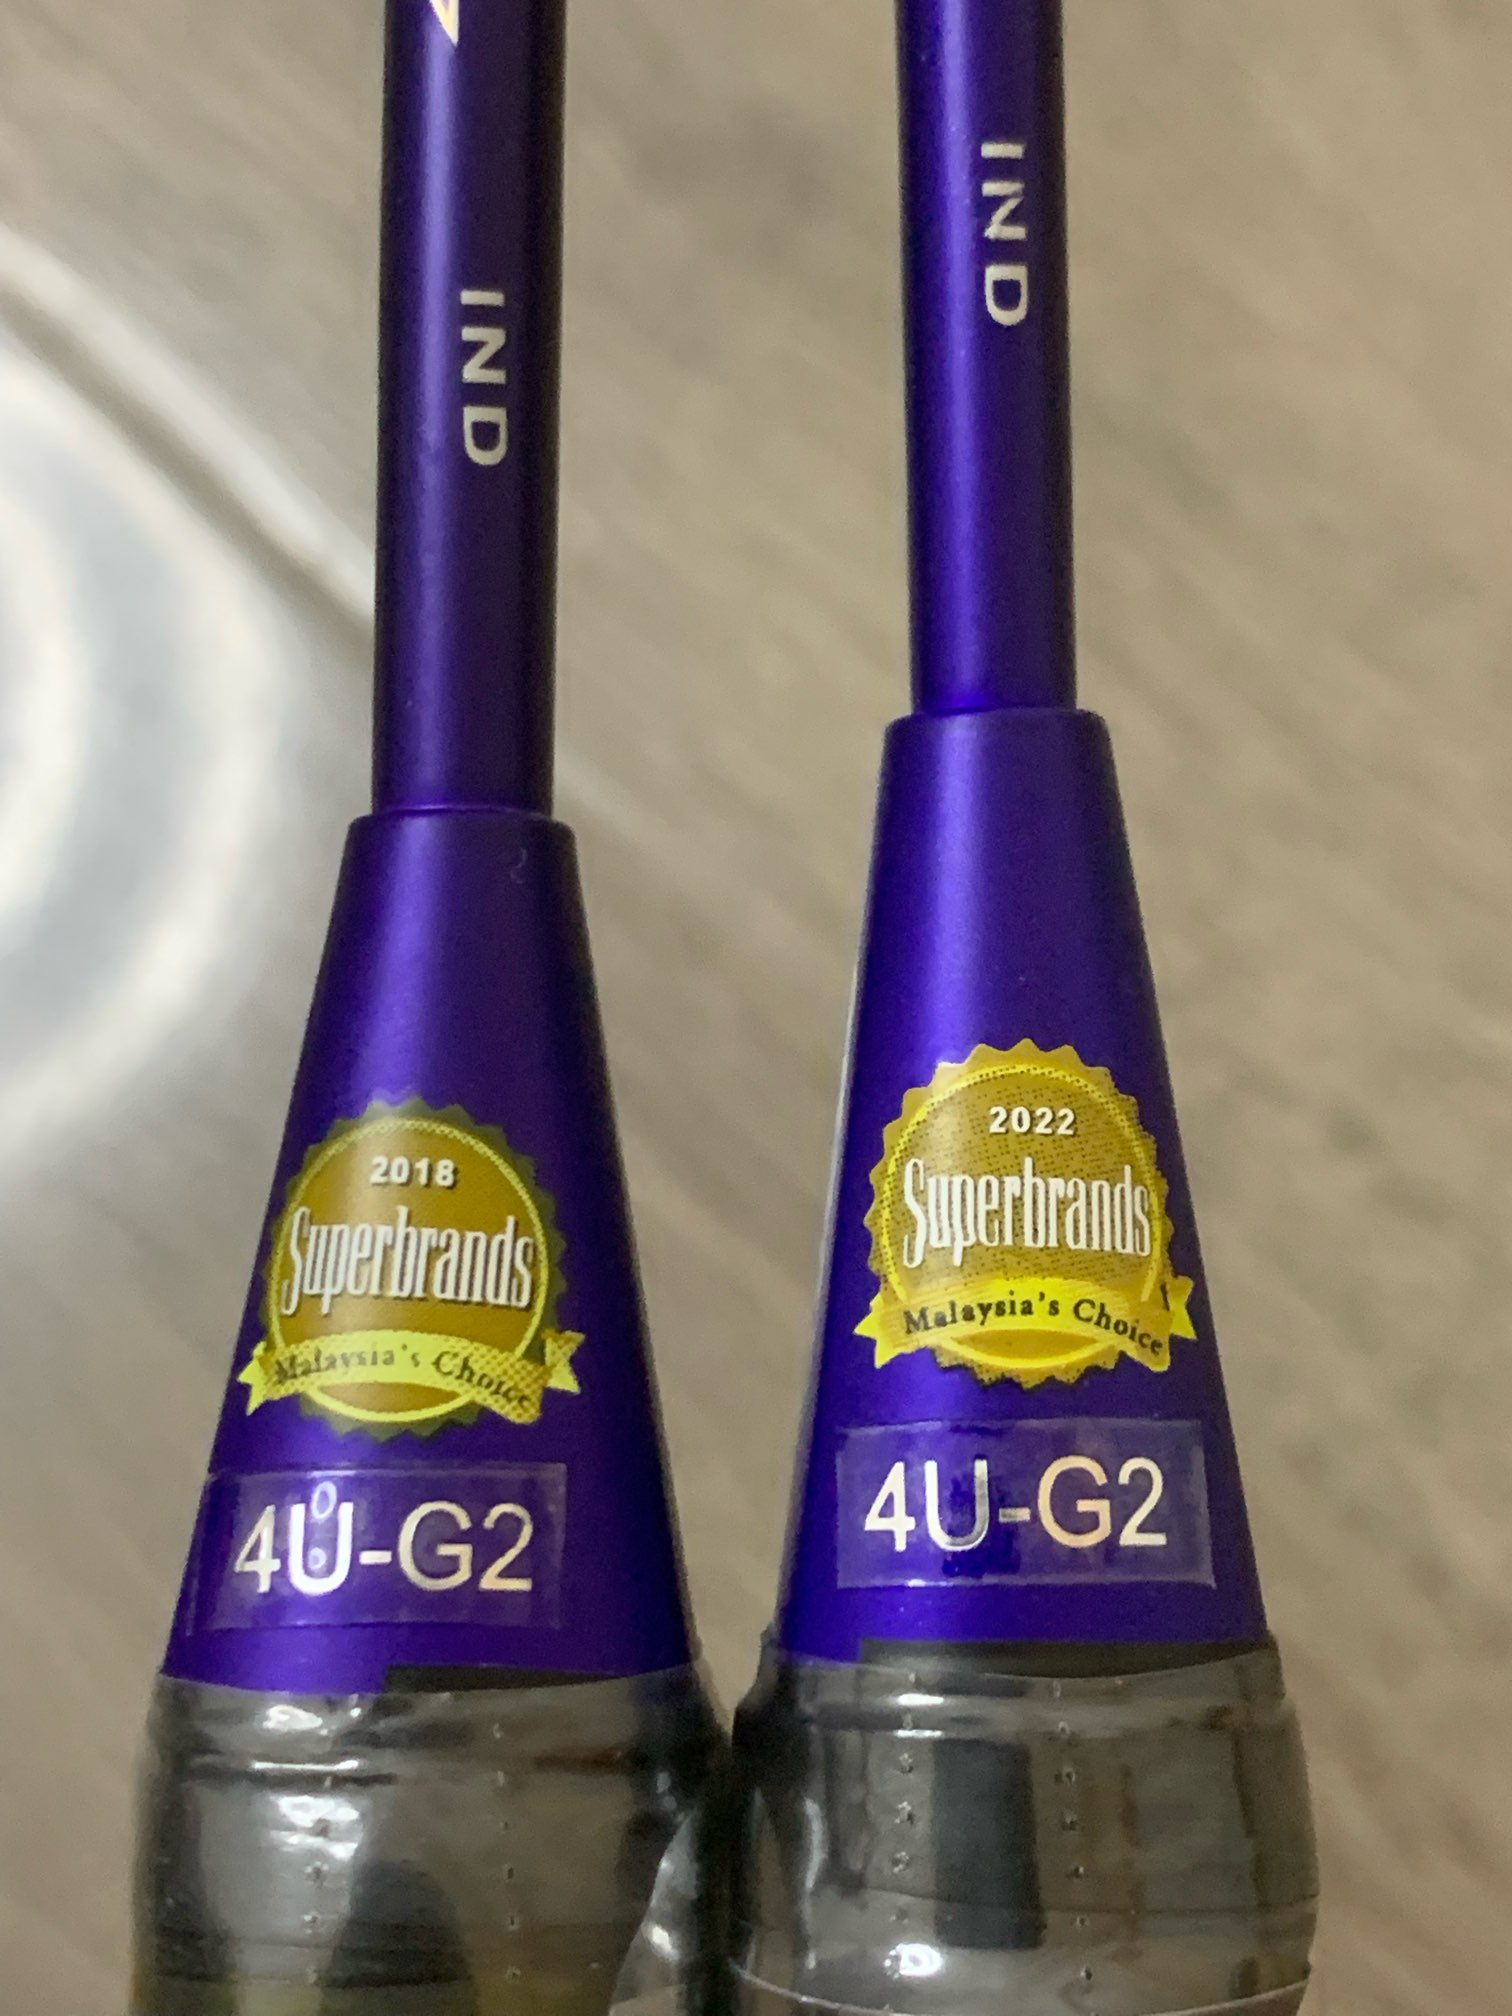 IND
2018
Superbrands
Malaysia's Choice
4U-G2
IND
2022
Superbrands
Malaysia's Choice
4U-G2